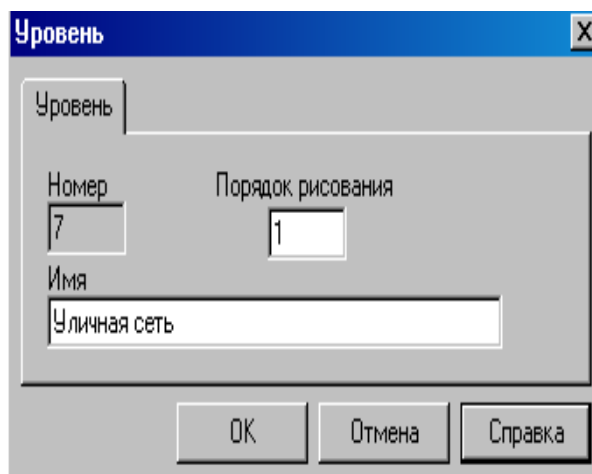 Уровень
Уровень
Номер Порядок рисования
7 1
Имя
Уличная сеть
OK Отмена Справка